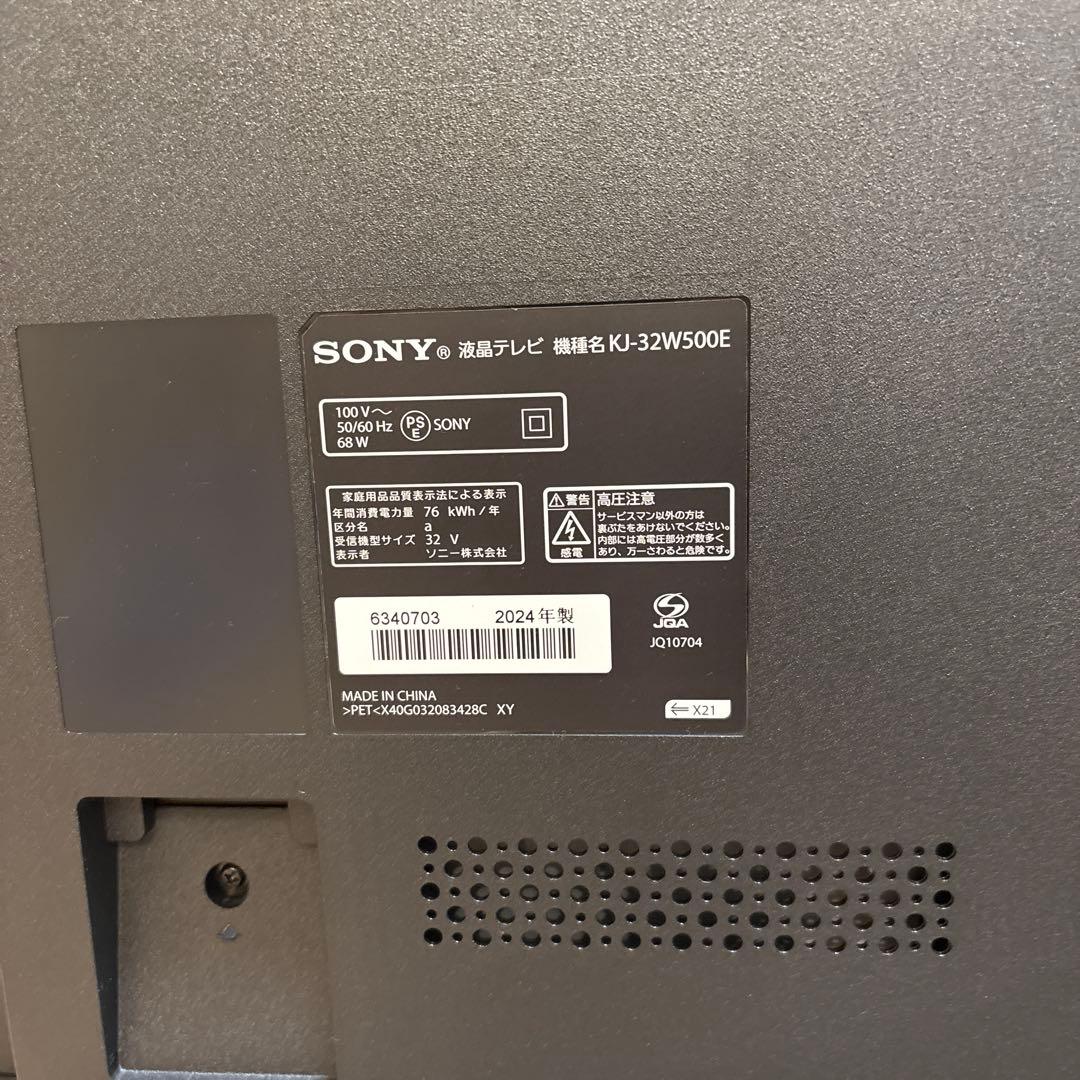 SONY® 液晶テレビ 機種名 KJ-32W500E
100 V～
50/60 Hz
68 W
PS
E
SONY
家庭用品品質表示法による表示
年間消費電力量 76 kWh / 年
区分名 a
受信機型サイズ 32 V
表示者 ソニー株式会社
⚠警告 高圧注意
感電
サービスマン以外の方は
裏ぶたをあけないでください。
内部には高電圧部分が数多く
あり、万一さわると危険です。
6340703 2024年製
JQA
JQ10704
MADE IN CHINA
>PET<X40G032083428C XY
X21